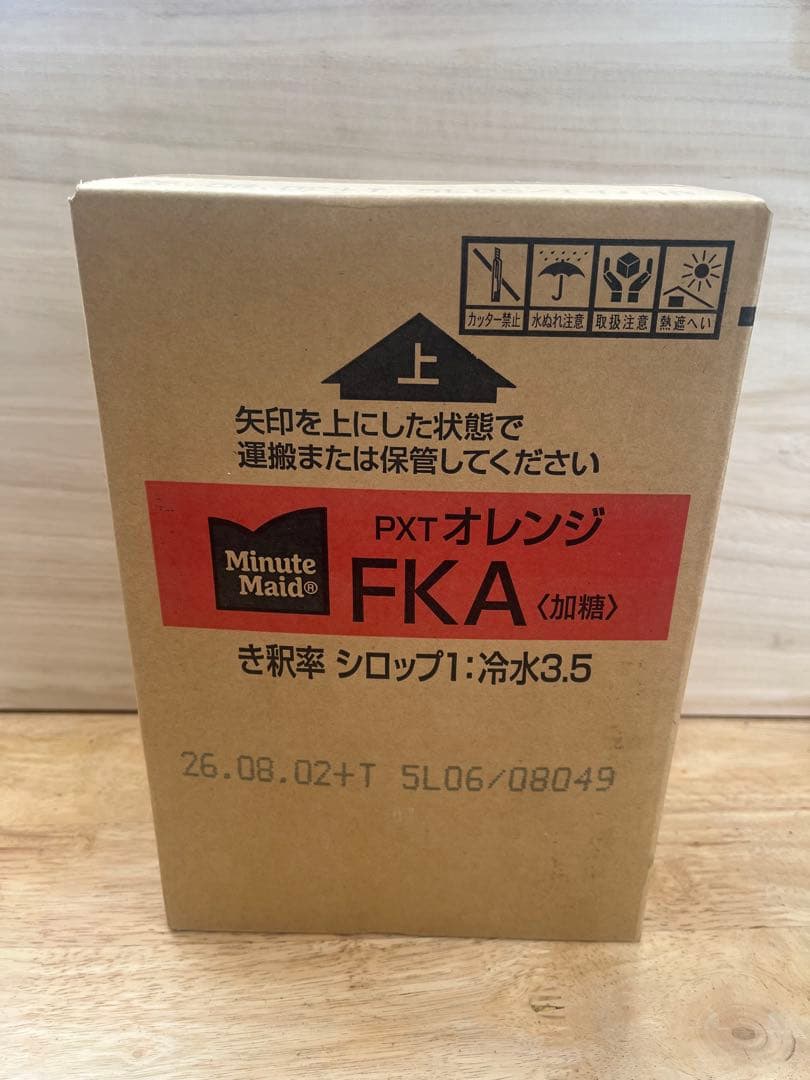 カッター禁止 水ぬれ注意 取扱注意 熱遮へい
上
矢印を上にした状態で
運搬または保管してください
Minute
Maid®
PXTオレンジ
FKA〈加糖〉
き釈率 シロップ1:冷水3.5
26.08.02+T 5L06/08049